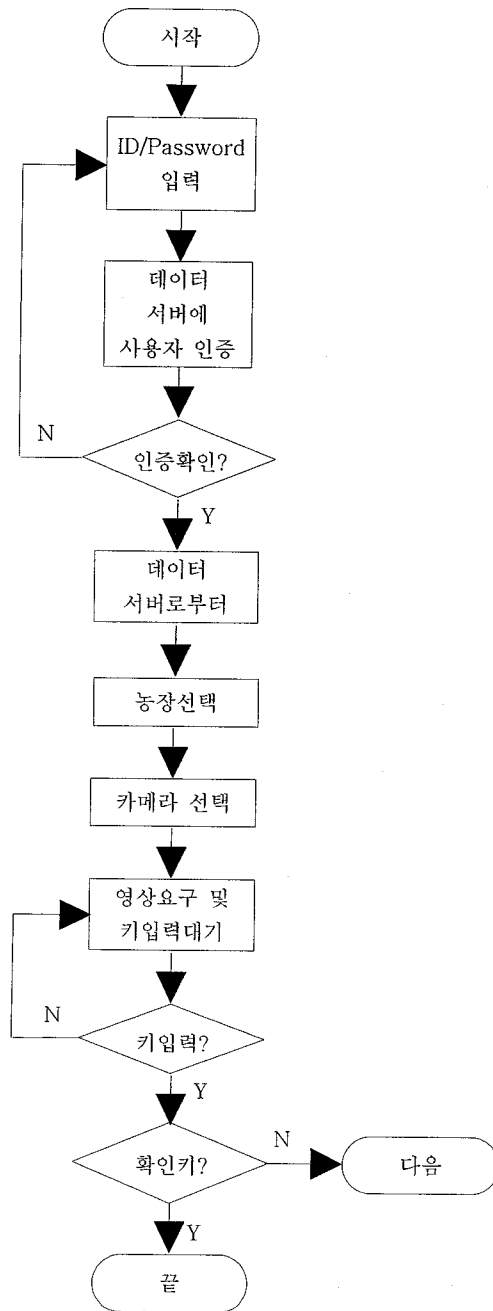 시작
ID/Password
입력
데이터
서버에
사용자 인증
N
인증확인?
Y
데이터
서버로부터
농장선택
카메라 선택
영상요구 및
키입력대기
N
키입력?
Y
확인키?
N
다음
Y
끝